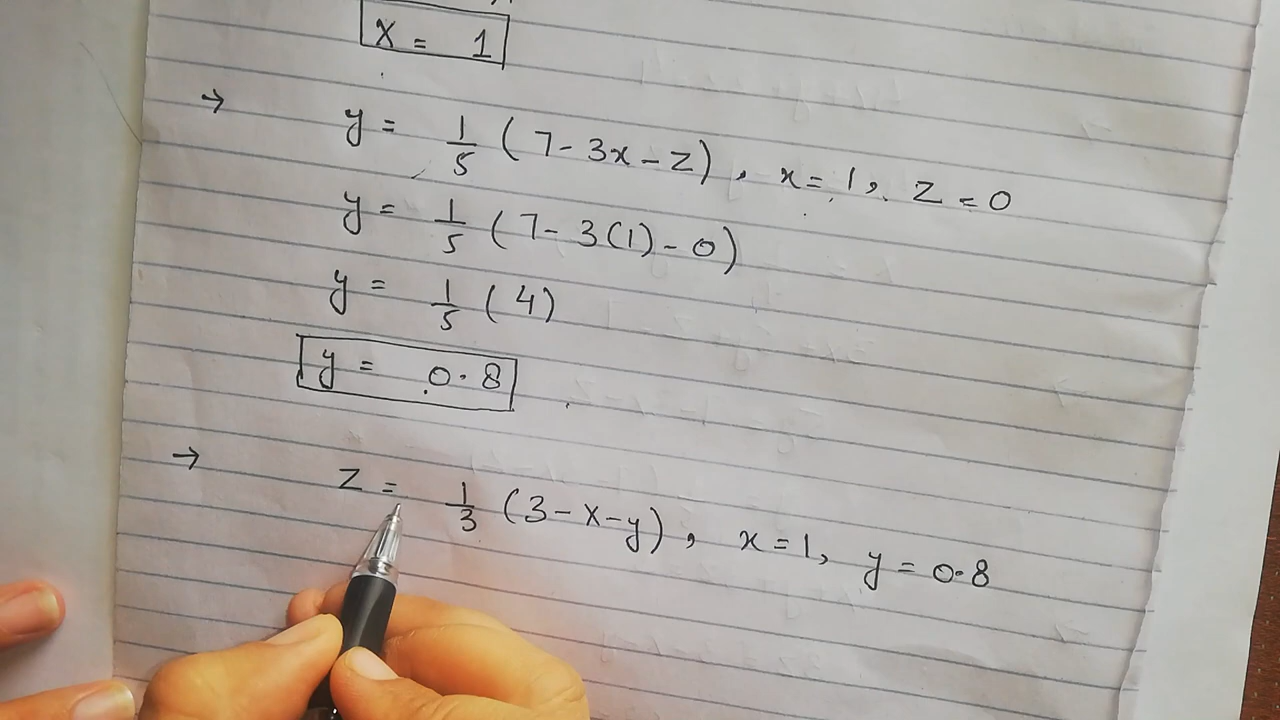 X = 1
→ y = 1/5 (7 - 3x - z), x = 1, z = 0
y = 1/5 (7 - 3(1) - 0)
y = 1/5 (4)
y = 0.8
→ z = 1/3 (3 - x - y), x = 1, y = 0.8